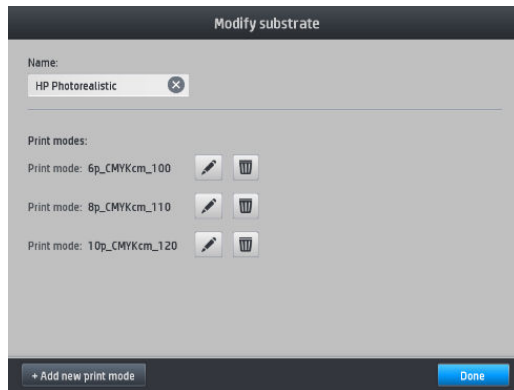 Modify substrate
Name:
HP Photorealistic
Print modes:
Print mode: 6p_CMYKcm_100
Print mode: 8p_CMYKcm_110
Print mode: 10p_CMYKcm_120
+ Add new print mode
Done